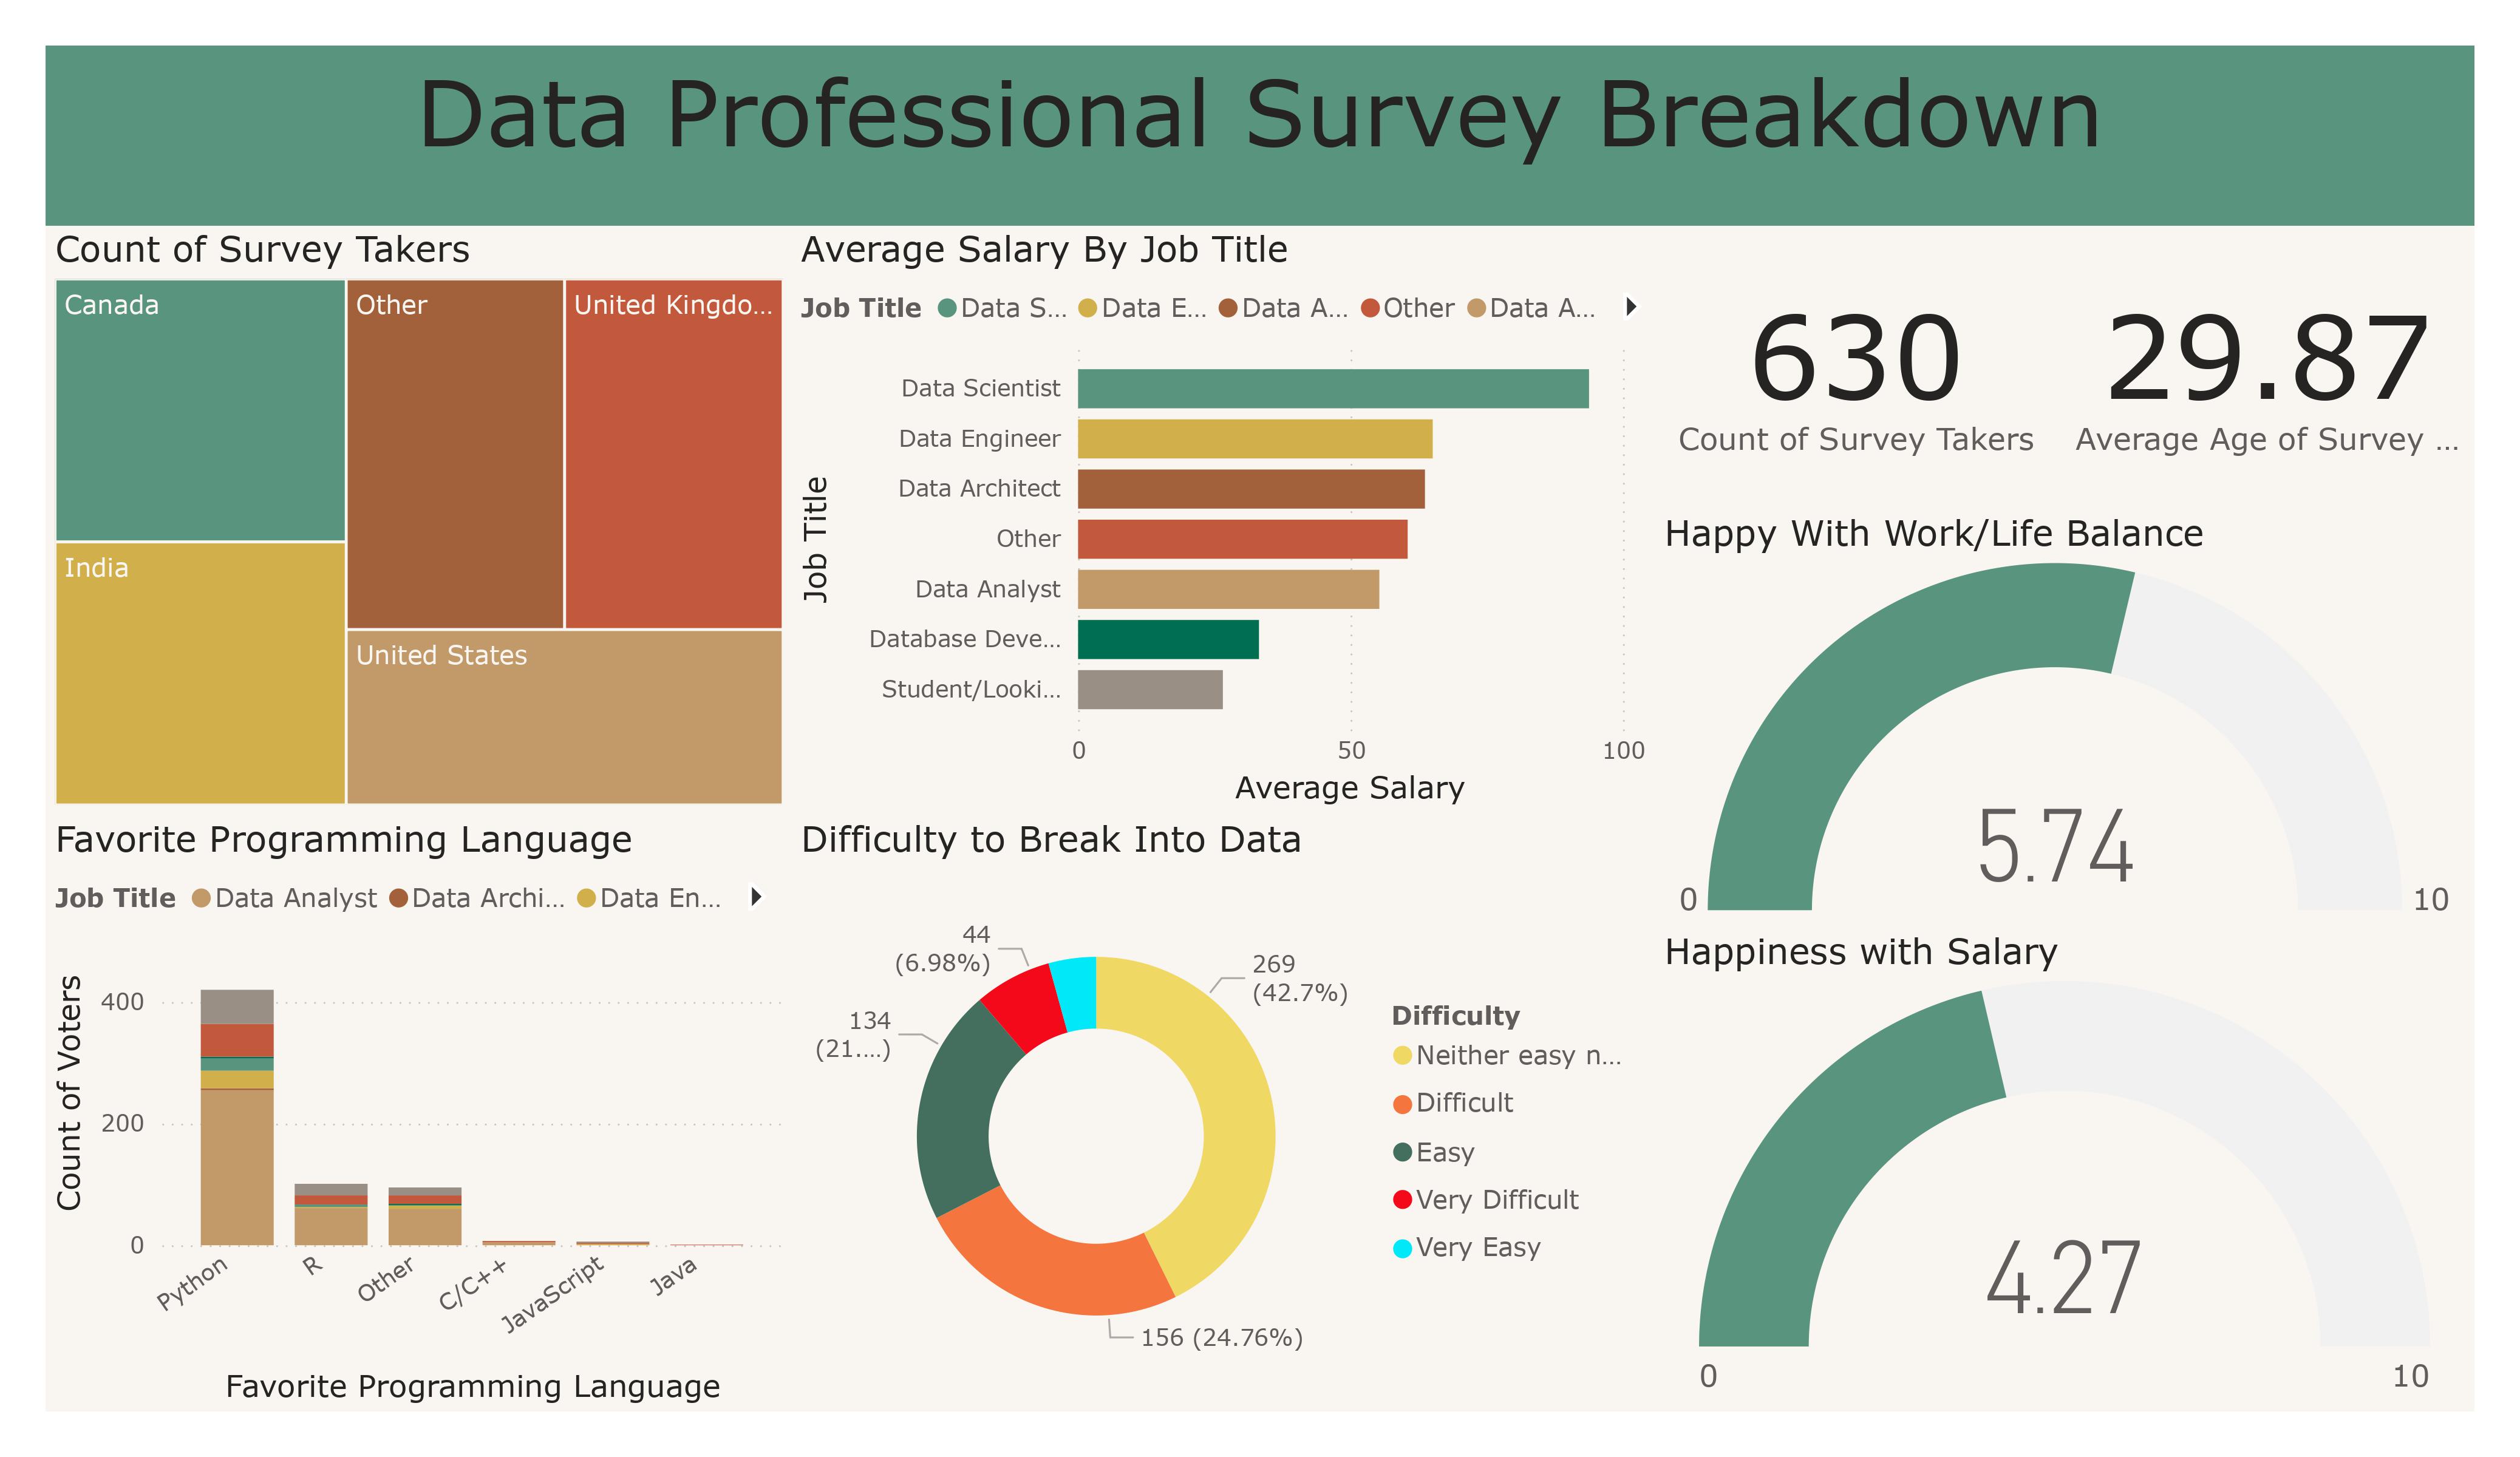 Data Professional Survey Breakdown
Count of Survey Takers
Canada
Other
United Kingdo...
India
United States
Average Salary By Job Title
Job Title Data S... Data E... Data A... Other Data A...
Job Title
Data Scientist
Data Engineer
Data Architect
Other
Data Analyst
Database Deve...
Student/Looki...
0 50 100
Average Salary
630
Count of Survey Takers
29.87
Average Age of Survey ...
Happy With Work/Life Balance
5.74
0 10
Favorite Programming Language
Job Title Data Analyst Data Archi... Data En...
Count of Voters
400
200
0
Python R Other C/C++ JavaScript Java
Favorite Programming Language
Difficulty to Break Into Data
44
(6.98%)
269
(42.7%)
134
(21....)
156 (24.76%)
Difficulty
Neither easy n...
Difficult
Easy
Very Difficult
Very Easy
Happiness with Salary
4.27
0 10